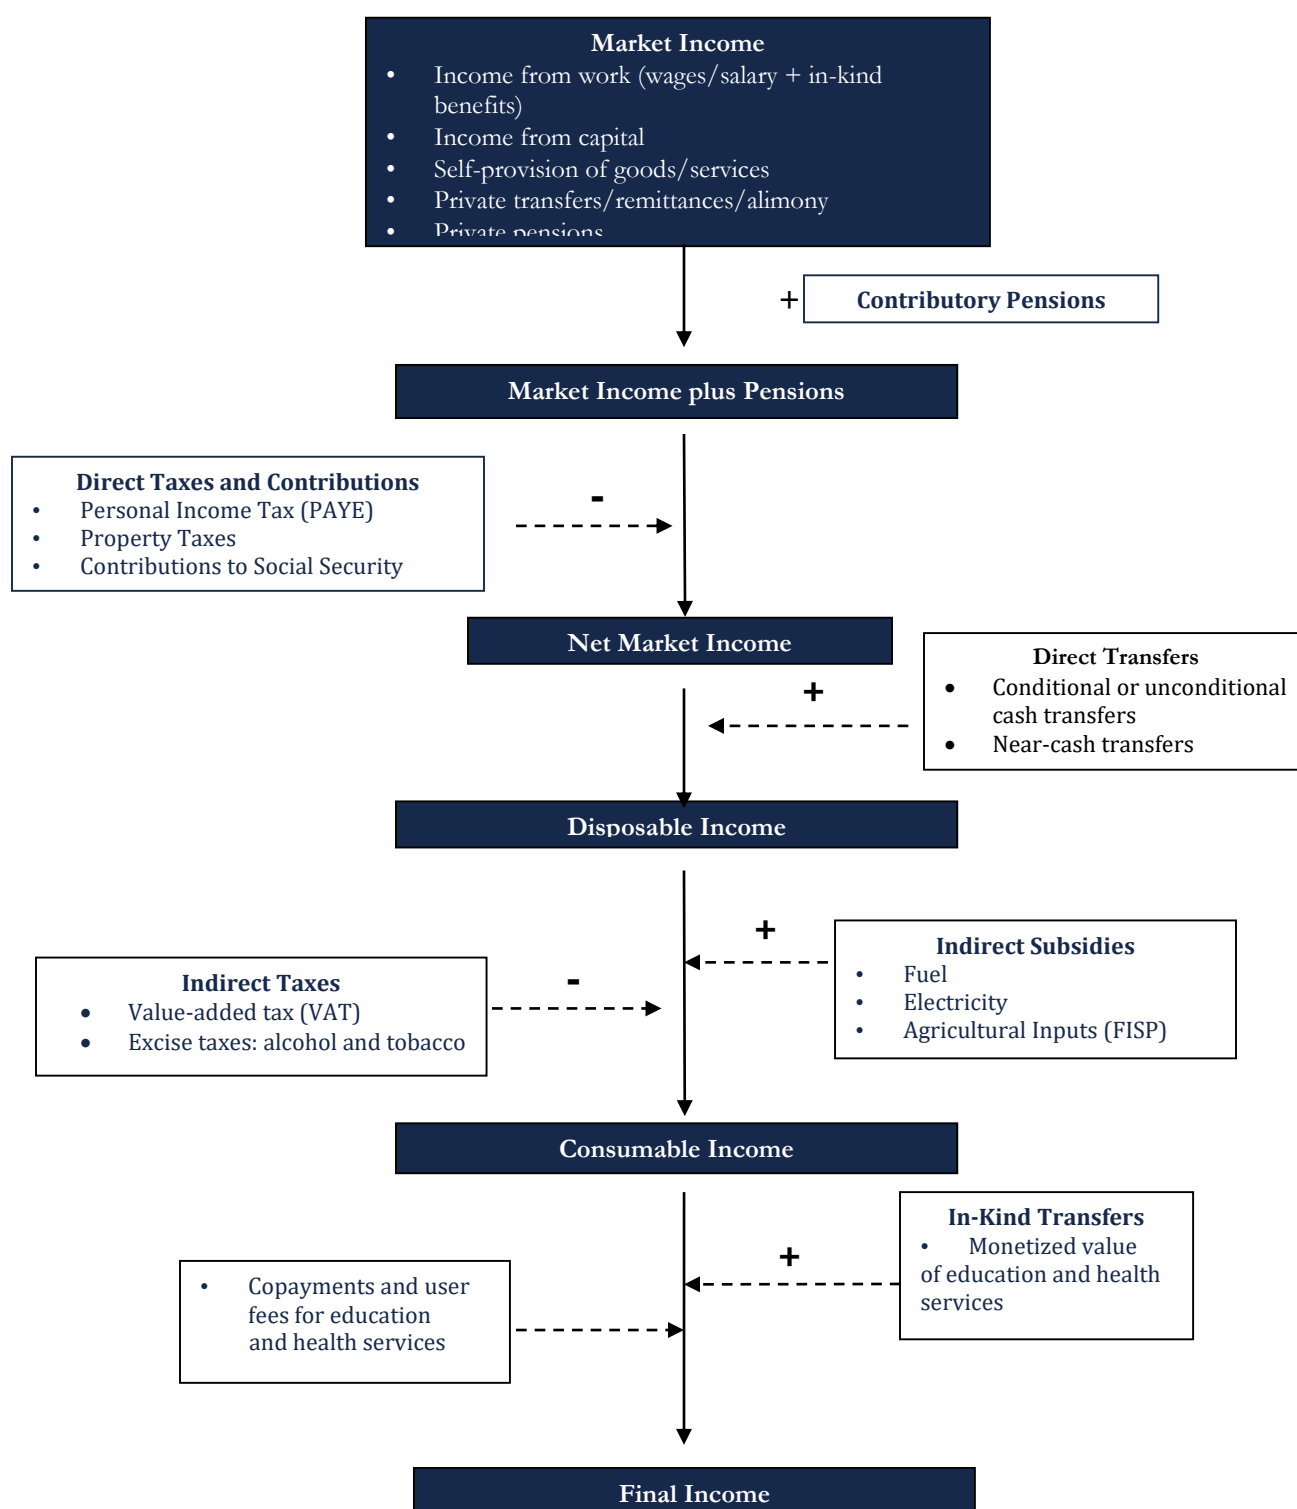 Market Income
• Income from work (wages/salary + in-kind
benefits)
• Income from capital
• Self-provision of goods/services
• Private transfers/remittances/alimony
• Private pensions
+ Contributory Pensions
Market Income plus Pensions
Direct Taxes and Contributions
• Personal Income Tax (PAYE)
• Property Taxes
• Contributions to Social Security
-
Net Market Income
Direct Transfers
• Conditional or unconditional
cash transfers
• Near-cash transfers
+
Disposable Income
+
Indirect Subsidies
• Fuel
• Electricity
• Agricultural Inputs (FISP)
Indirect Taxes
• Value-added tax (VAT)
• Excise taxes: alcohol and tobacco
-
Consumable Income
In-Kind Transfers
• Monetized value
of education and health
services
+
• Copayments and user
fees for education
and health services
Final Income